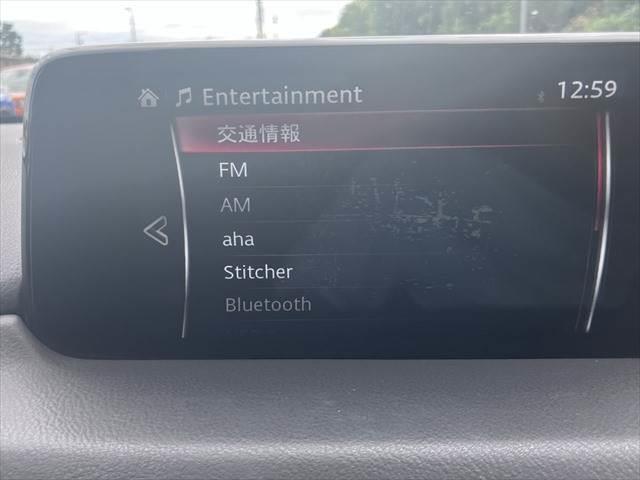 Entertainment 12:59
交通情報
FM
AM
aha
Stitcher
Bluetooth